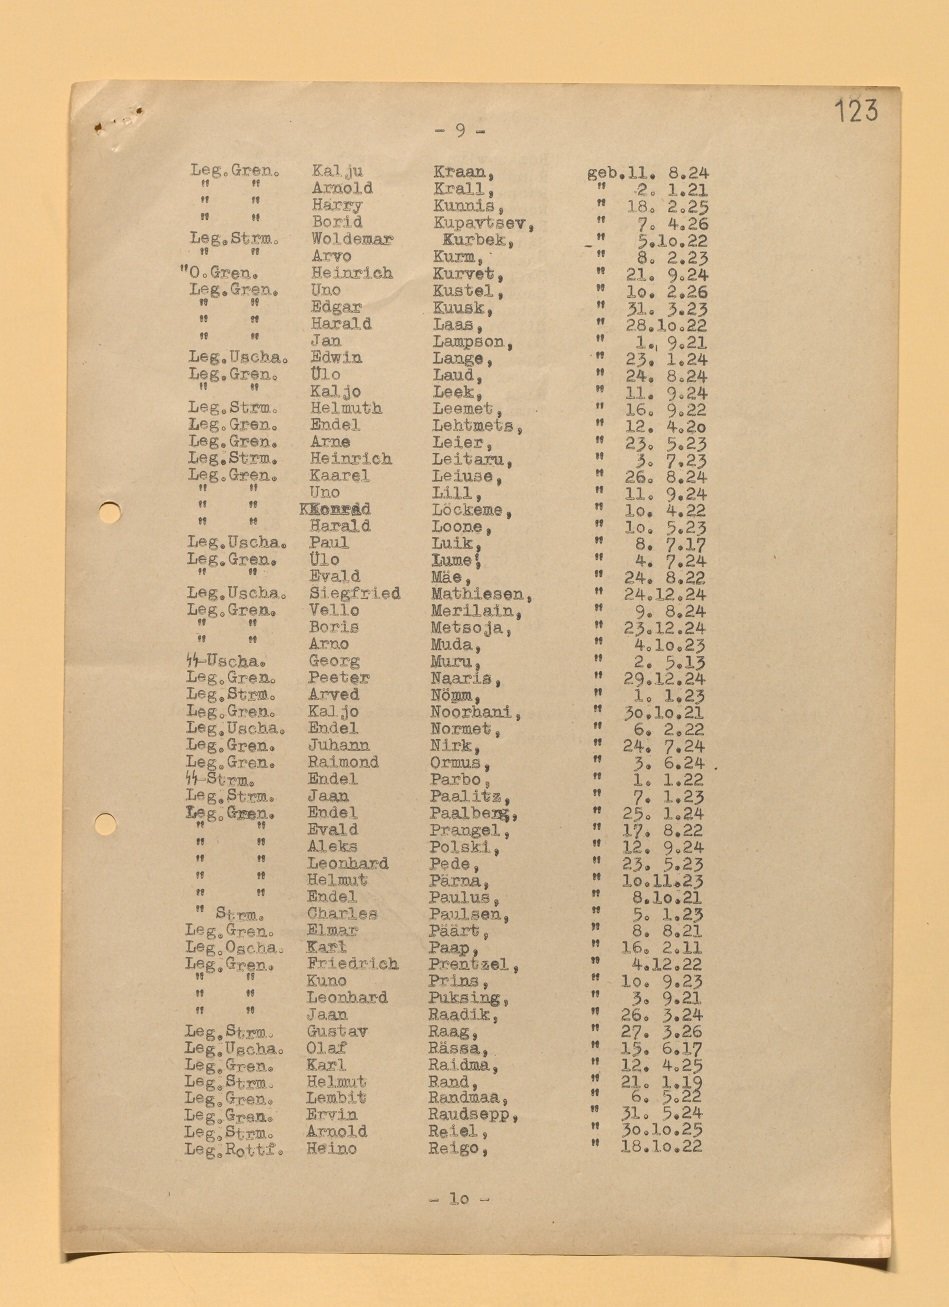 123
- 9 -
Leg.Gren. Kalju Kraan, geb.11. 8.24
" " Arnold Krall, " 2. 1.21
" " Harry Kunnis, " 18. 2.25
" " Borid Kupavtsev, " 7. 4.26
Leg.Strm. Woldemar Kurbek, _" 5.10.22
" " Arvo Kurm, " 8. 2.23
"O.Gren. Heinrich Kurvet, " 21. 9.24
Leg.Gren. Uno Kustel, " lo. 2.26
" " Edgar Kuusk, " 31. 3.23
" " Harald Laas, " 28.lo.22
" " Jan Lampson, " 1. 9.21
Leg.Uscha. Edwin Lange, " 23. 1.24
Leg.Gren. Ülo Laud, " 24. 8.24
" " Kaljo Leek, " 11. 9.24
Leg.Strm. Helmuth Leemet, " 16. 9.22
Leg.Gren. Endel Lehtmets, " 12. 4.2o
Leg.Gren. Arne Leier, " 23. 5.23
Leg.Strm. Heinrich Leitaru, " 3. 7.23
Leg.Gren. Kaarel Leiuse, " 26. 8.24
" " Uno Lill, " 11. 9.24
" " Konrad Löckeme, " lo. 4.22
" " Harald Loone, " lo. 5.23
Leg.Uscha. Paul Luik, " 8. 7.17
Leg.Gren. Ülo Lume, " 4. 7.24
" " Evald Mäe, " 24. 8.22
Leg.Uscha. Siegfried Mathiesen, " 24.12.24
Leg.Gren. Vello Merilain, " 9. 8.24
" " Boris Metsoja, " 23.12.24
" " Arno Muda, " 4.lo.23
ᛋᛋ-Uscha. Georg Muru, " 2. 5.13
Leg.Gren. Peeter Naaris, " 29.12.24
Leg.Strm. Arved Nömm, " 1. 1.23
Leg.Gren. Kaljo Noorhani, " 3o.lo.21
Leg.Uscha. Endel Normet, " 6. 2.22
Leg.Gren. Juhann Nirk, " 24. 7.24
Leg.Gren. Raimond Ormus, " 3. 6.24
ᛋᛋ-Strm. Endel Parbo, " 1. 1.22
Leg.Strm. Jaan Paalitz, " 7. 1.23
Leg.Gren. Endel Paalberg, " 25. 1.24
" " Evald Prangel, " 17. 8.22
" " Aleks Polski, " 12. 9.24
" " Leonhard Pede, " 23. 5.23
" " Helmut Pärna, " lo.11.23
" " Endel Paulus, " 8.lo.21
" Strm. Charles Paulsen, " 5. 1.23
Leg.Gren. Elmar Päärt, " 8. 8.21
Leg.Oscha. Karl Paap, " 16. 2.11
Leg.Gren. Friedrich Prentzel, " 4.12.22
" " Kuno Prins, " lo. 9.23
" " Leonhard Puksing, " 3. 9.21
" " Jaan Raadik, " 26. 3.24
Leg.Strm. Gustav Raag, " 27. 3.26
Leg.Uscha. Olaf Rässa, " 15. 6.17
Leg.Gren. Karl Raidma, " 12. 4.25
Leg.Strm. Helmut Rand, " 21. 1.19
Leg.Gren. Lembit Randmaa, " 6. 5.22
Leg.Gren. Ervin Raudsepp, " 31. 5.24
Leg.Strm. Arnold Reiel, " 3o.lo.25
Leg.Rottf. Heino Reigo, " 18.lo.22
- lo -